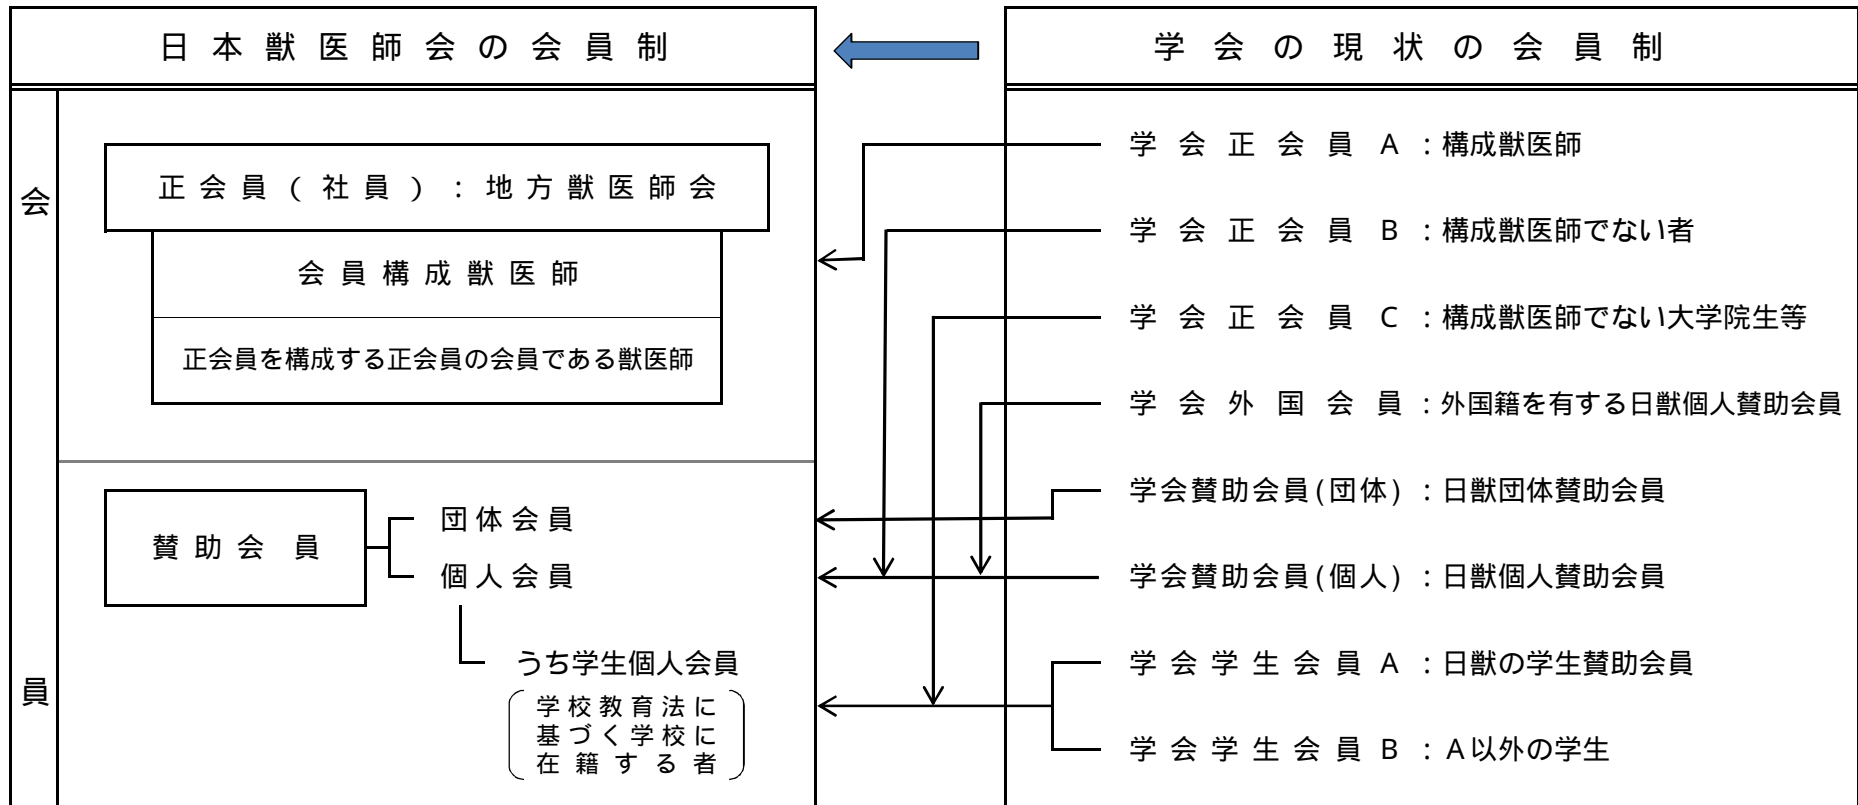 日本獣医師会の会員制
学会の現状の会員制
会員
正会員(社員):地方獣医師会
会員構成獣医師
正会員を構成する正会員の会員である獣医師
賛助会員
団体会員
個人会員
うち学生個人会員
学校教育法に
基づく学校に
在籍する者
学会正会員A:構成獣医師
学会正会員B:構成獣医師でない者
学会正会員C:構成獣医師でない大学院生等
学会外国会員:外国籍を有する日獣個人賛助会員
学会賛助会員(団体):日獣団体賛助会員
学会賛助会員(個人):日獣個人賛助会員
学会学生会員A:日獣の学生賛助会員
学会学生会員B:A以外の学生